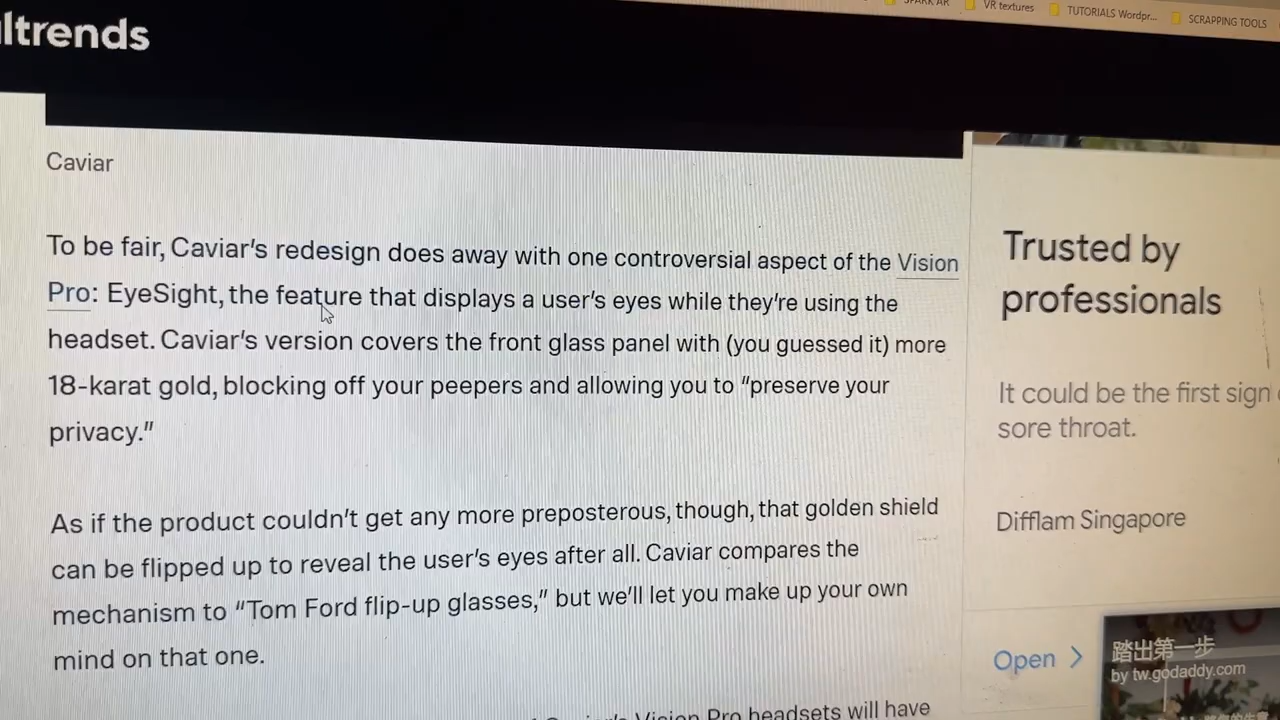 VR textures
TUTORIALS Wordpr...
SCRAPPING TOOLS
ltrends
Caviar
To be fair, Caviar's redesign does away with one controversial aspect of the Vision
Pro: EyeSight, the feature that displays a user's eyes while they're using the
headset. Caviar's version covers the front glass panel with (you guessed it) more
18-karat gold, blocking off your peepers and allowing you to "preserve your
privacy."
As if the product couldn't get any more preposterous, though, that golden shield
can be flipped up to reveal the user's eyes after all. Caviar compares the
mechanism to "Tom Ford flip-up glasses," but we'll let you make up your own
mind on that one.
Vision Pro headsets will have
Trusted by
professionals
It could be the first sign
sore throat.
Difflam Singapore
Open
踏出第一步
by tw.godaddy.com